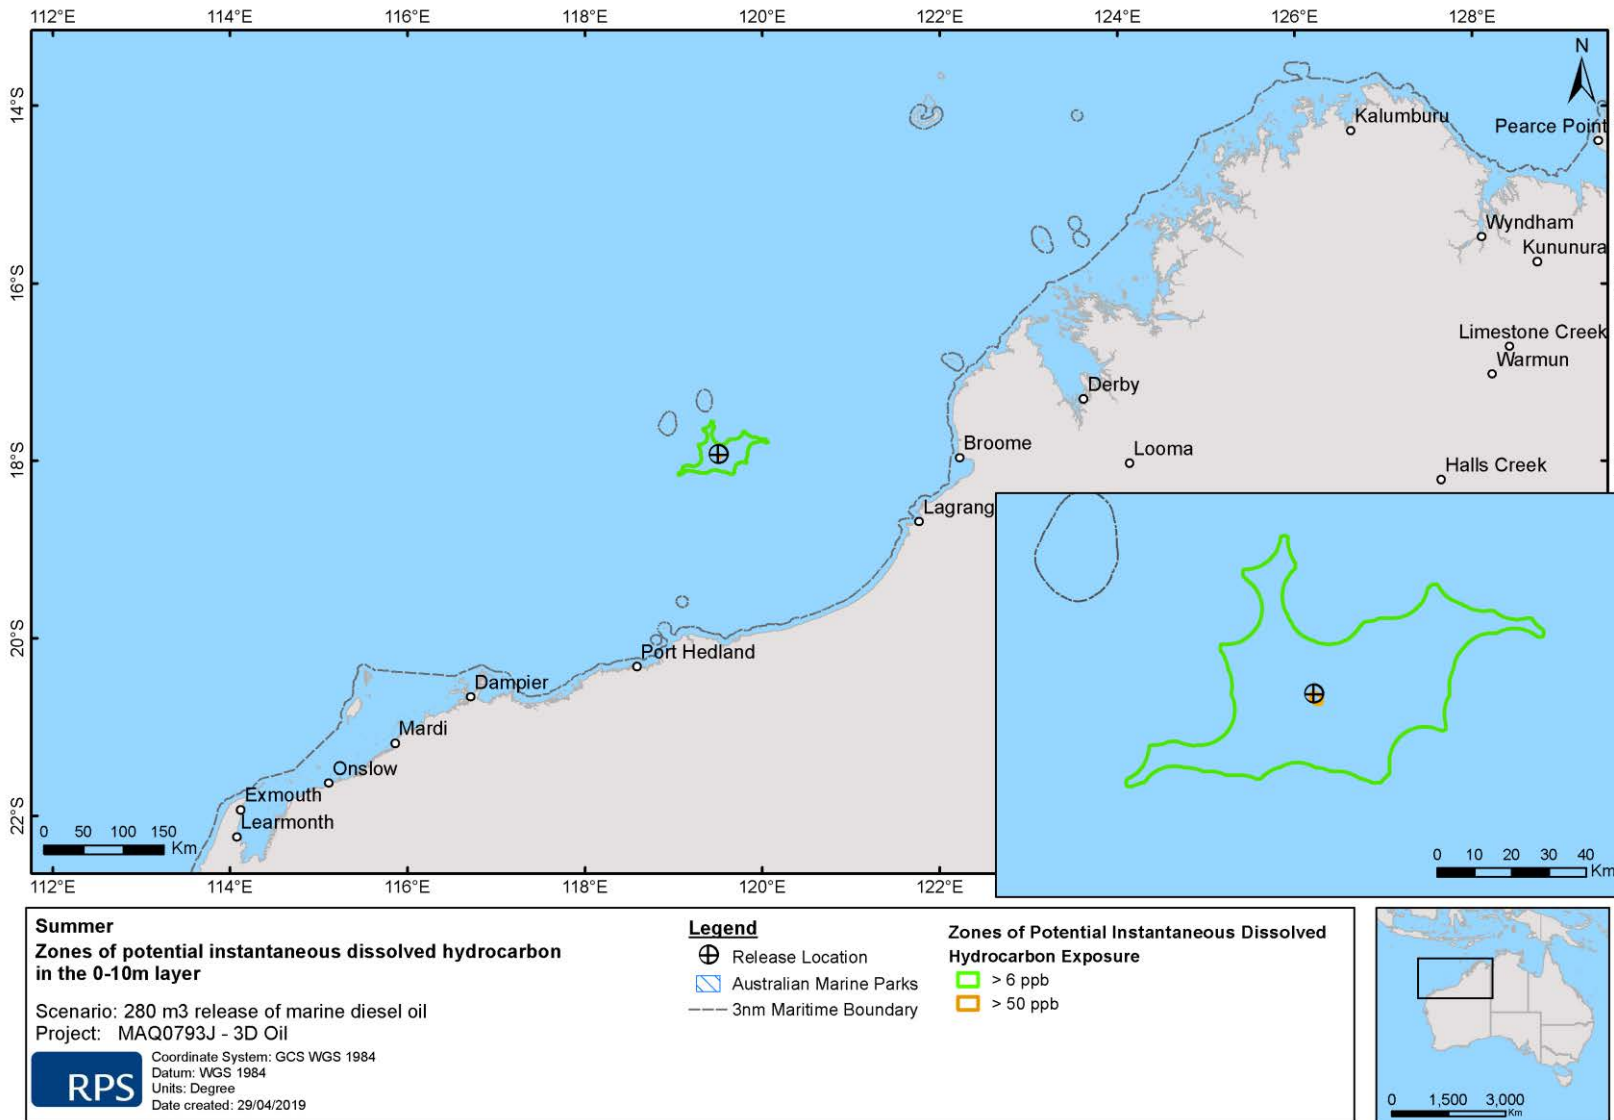 112°E 114°E 116°E 118°E 120°E 122°E 124°E 126°E 128°E
N
14°S
Kalumburu
Pearce Point
Wyndham
Kununura
16°S
Limestone Creek
Warmun
Derby
Broome
Looma
18°S
Halls Creek
Lagrang
20°S
Port Hedland
Dampier
Mardi
Onslow
Exmouth
22°S
Learmonth
0 50 100 150
Km
0 10 20 30 40
Km
112°E 114°E 116°E 118°E 120°E 122°E
Summer
Zones of potential instantaneous dissolved hydrocarbon
in the 0-10m layer
Scenario: 280 m3 release of marine diesel oil
Project: MAQ0793J - 3D Oil
RPS
Coordinate System: GCS WGS 1984
Datum: WGS 1984
Units: Degree
Date created: 29/04/2019
Legend
Release Location
Australian Marine Parks
3nm Maritime Boundary
Zones of Potential Instantaneous Dissolved
Hydrocarbon Exposure
> 6 ppb
> 50 ppb
0 1,500 3,000
Km